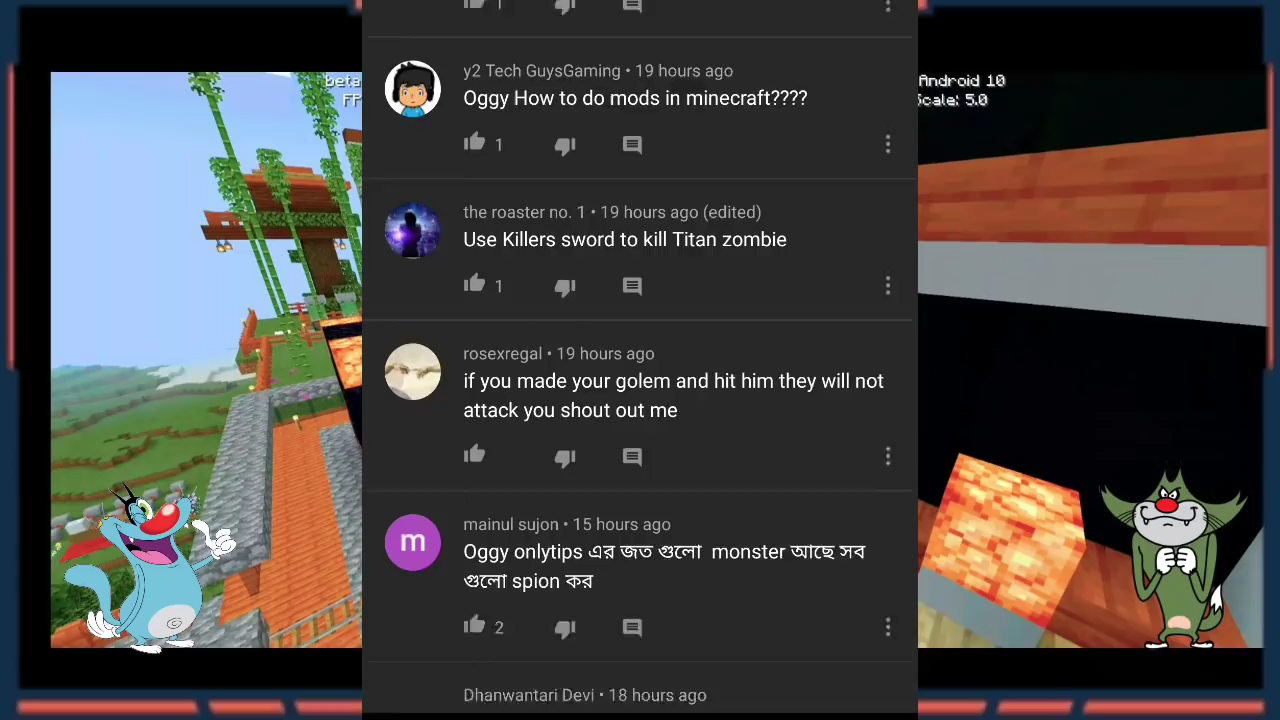 beta
FP
Android 10
Scale: 5.0
1
y2 Tech GuysGaming • 19 hours ago
Oggy How to do mods in minecraft????
1
the roaster no. 1 • 19 hours ago (edited)
Use Killers sword to kill Titan zombie
1
rosexregal • 19 hours ago
if you made your golem and hit him they will not
attack you shout out me
m
mainul sujon • 15 hours ago
Oggy onlytips এর জত গুলো monster আছে সব
গুলো spion কর
2
Dhanwantari Devi • 18 hours ago